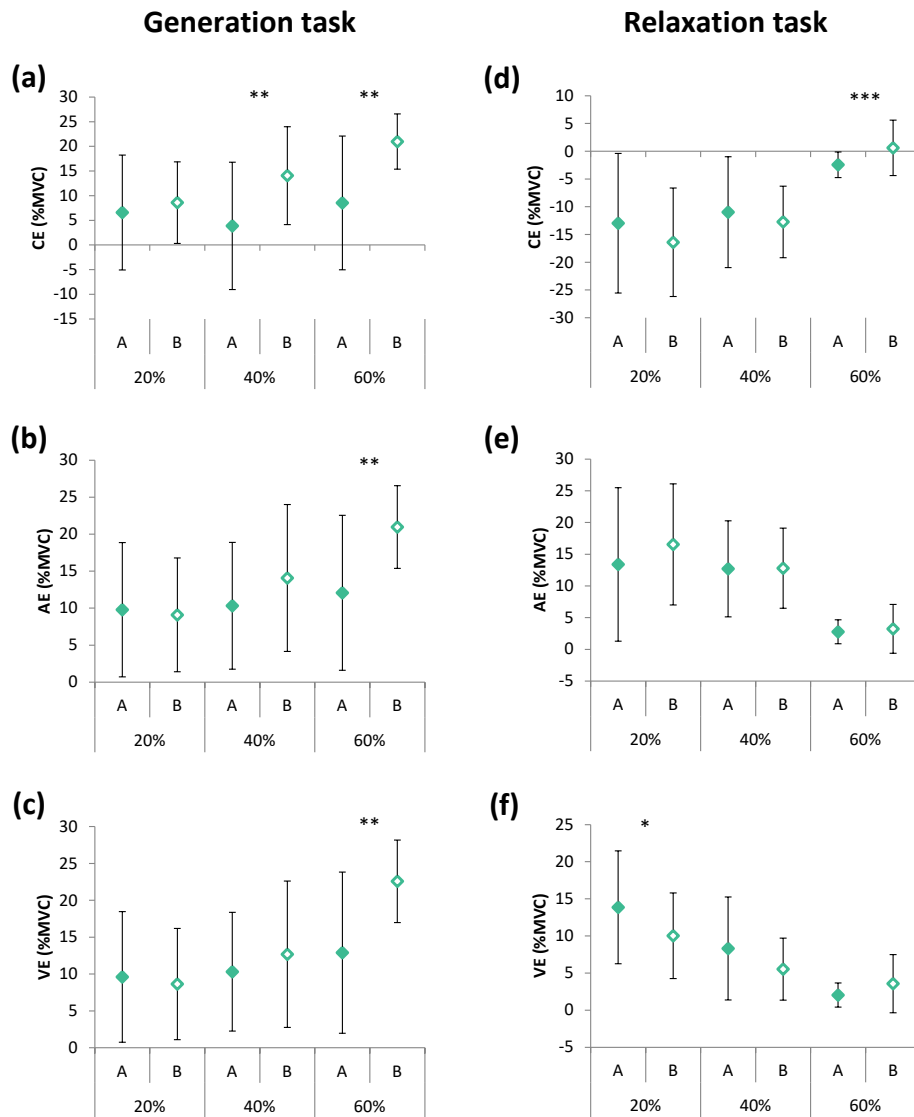 Generation task
Relaxation task
(a)
** **
CE (%MVC)
30
25
20
15
10
5
0
-5
-10
-15
A B A B A B
20% 40% 60%
(d)
***
CE (%MVC)
10
5
0
-5
-10
-15
-20
-25
-30
A B A B A B
20% 40% 60%
(b)
**
AE (%MVC)
30
25
20
15
10
5
0
A B A B A B
20% 40% 60%
(e)
AE (%MVC)
30
25
20
15
10
5
0
-5
A B A B A B
20% 40% 60%
(c)
**
VE (%MVC)
30
25
20
15
10
5
0
A B A B A B
20% 40% 60%
(f)
*
VE (%MVC)
25
20
15
10
5
0
-5
A B A B A B
20% 40% 60%